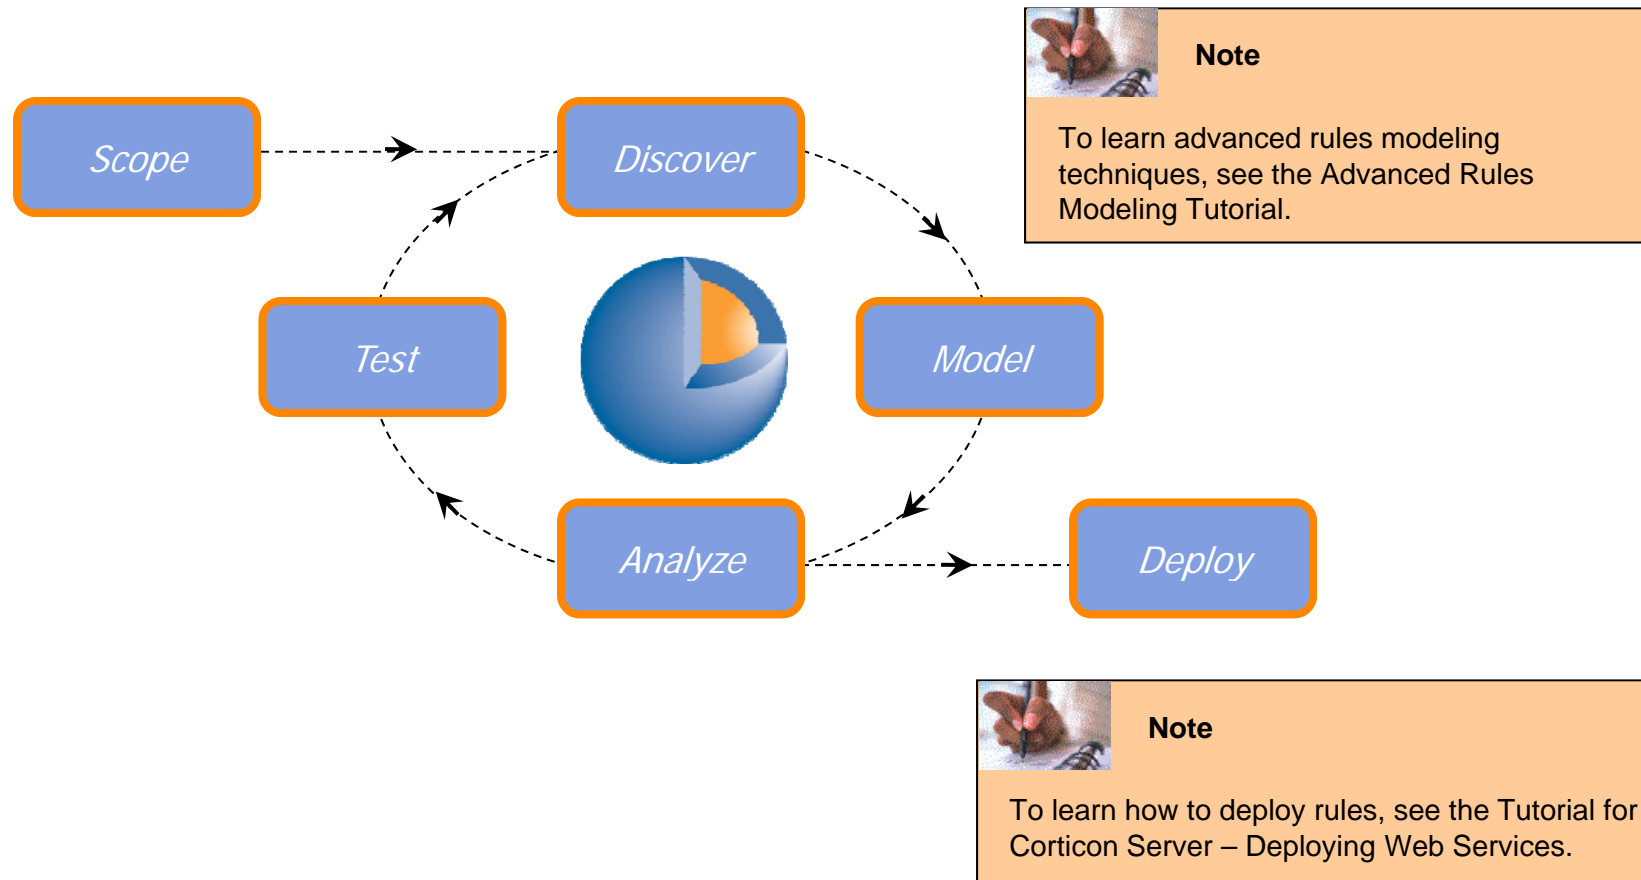 Note
To learn advanced rules modeling
techniques, see the Advanced Rules
Modeling Tutorial.
Scope
Discover
Test
Model
Analyze
Deploy
Note
To learn how to deploy rules, see the Tutorial for
Corticon Server – Deploying Web Services.